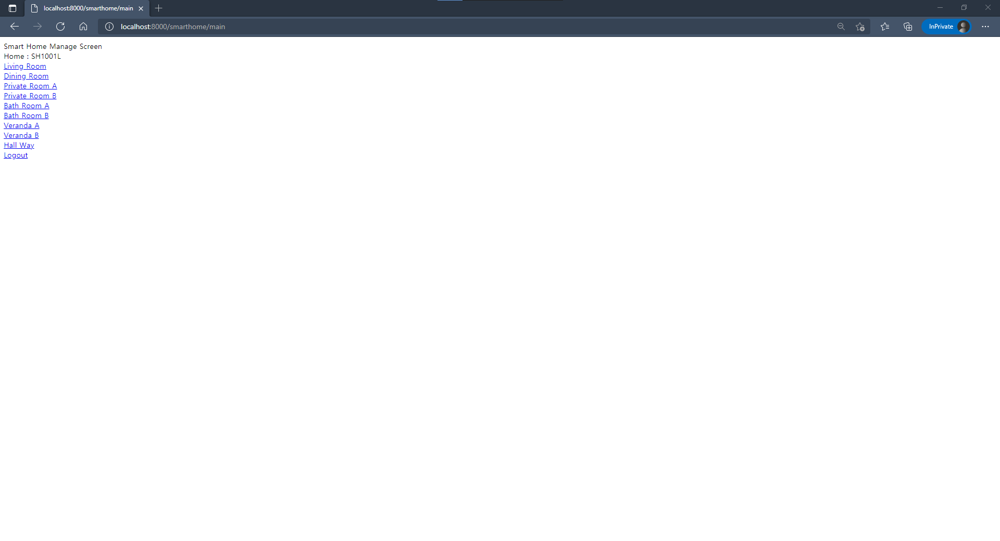 localhost:8000/smarthome/main
localhost:8000/smarthome/main
InPrivate
Smart Home Manage Screen
Home : SH1001L
Living Room
Dining Room
Private Room A
Private Room B
Bath Room A
Bath Room B
Veranda A
Veranda B
Hall Way
Logout